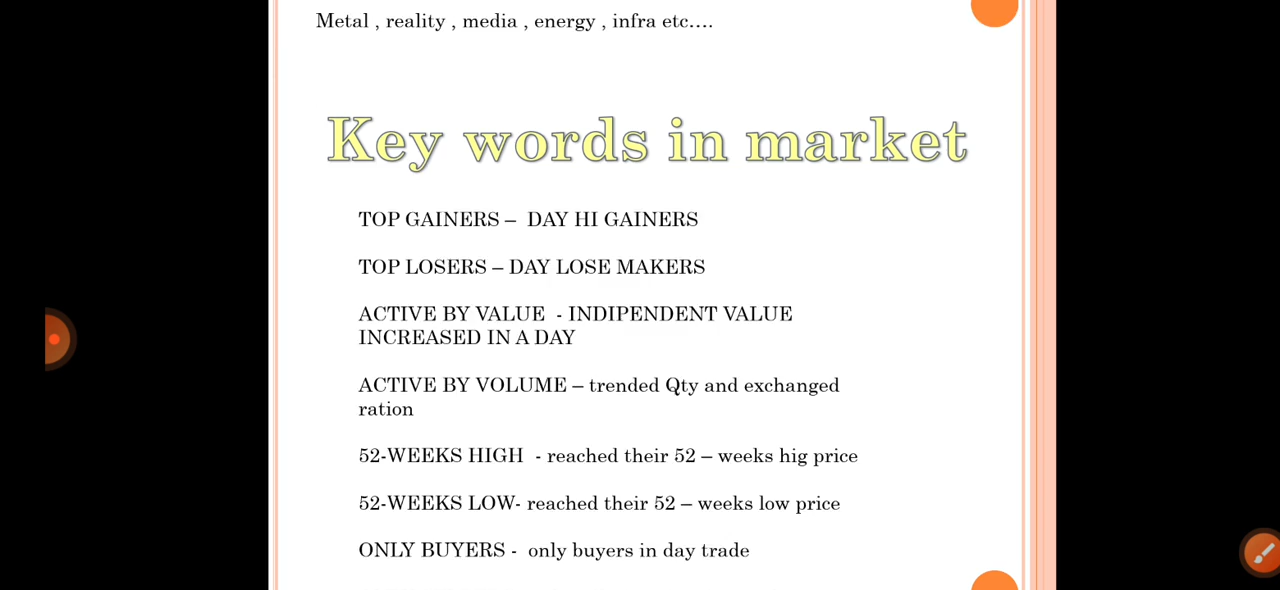 Metal , reality , media , energy , infra etc….
Key words in market
TOP GAINERS – DAY HI GAINERS
TOP LOSERS – DAY LOSE MAKERS
ACTIVE BY VALUE - INDIPENDENT VALUE
INCREASED IN A DAY
ACTIVE BY VOLUME – trended Qty and exchanged
ration
52-WEEKS HIGH - reached their 52 – weeks hig price
52-WEEKS LOW- reached their 52 – weeks low price
ONLY BUYERS - only buyers in day trade